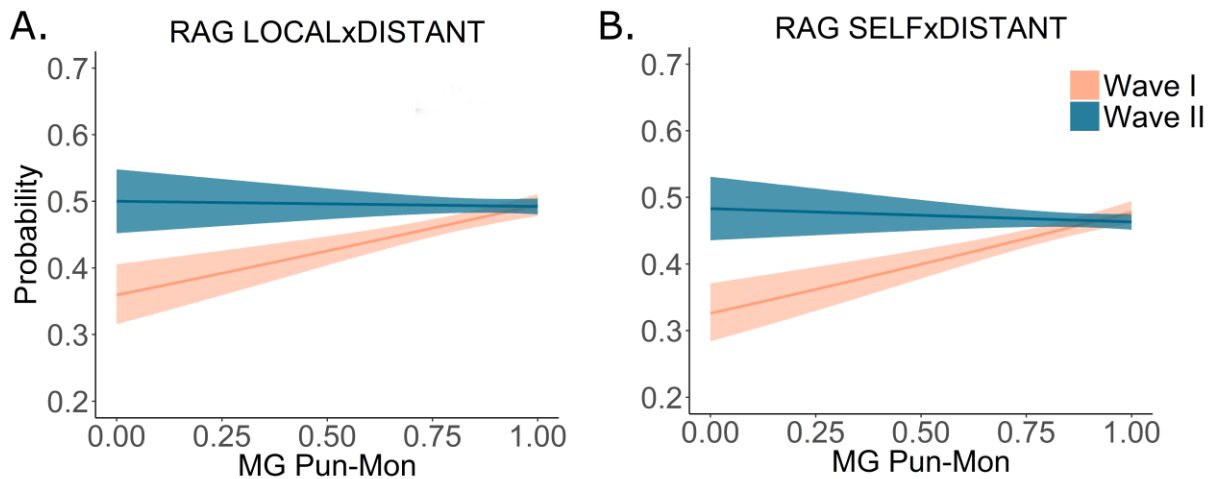 A.
RAG LOCALxDISTANT
Probability
0.7
0.6
0.5
0.4
0.3
0.2
0.00 0.25 0.50 0.75 1.00
MG Pun-Mon
B.
RAG SELFxDISTANT
0.7
0.6
0.5
0.4
0.3
0.2
0.00 0.25 0.50 0.75 1.00
MG Pun-Mon
Wave I
Wave II